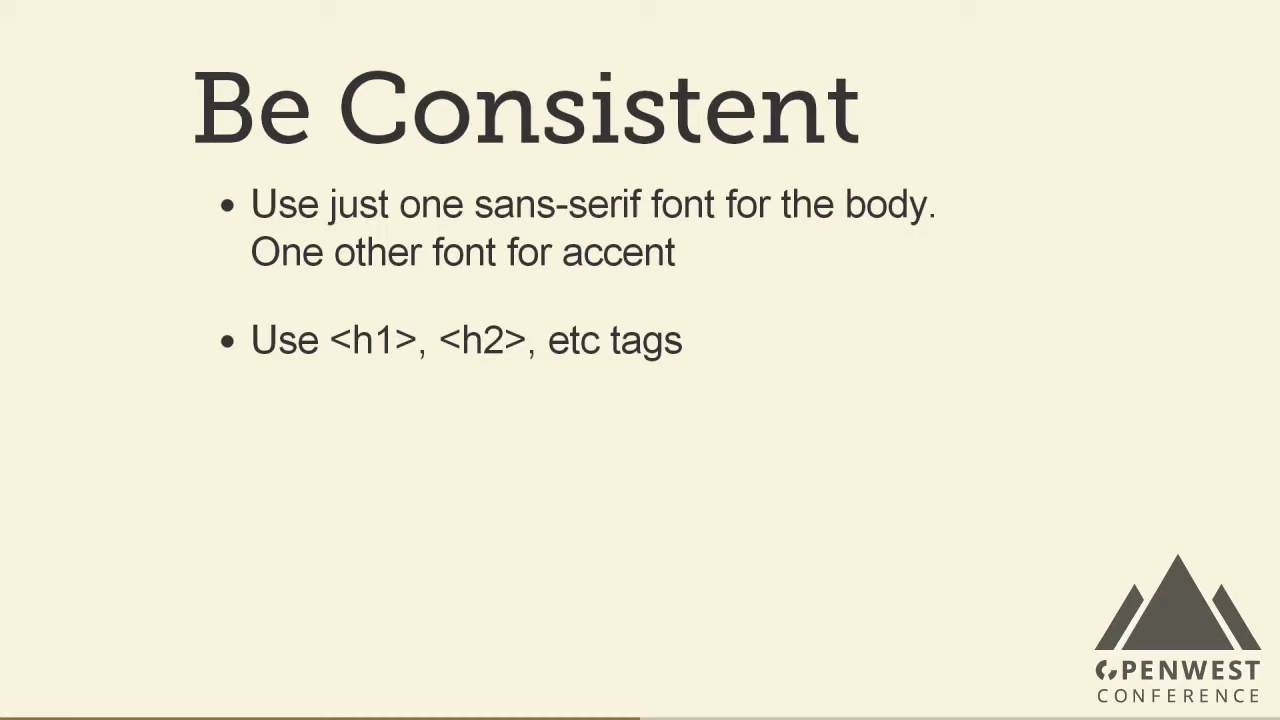 Be Consistent
• Use just one sans-serif font for the body.
One other font for accent
• Use <h1>, <h2>, etc tags
OPENWEST
CONFERENCE